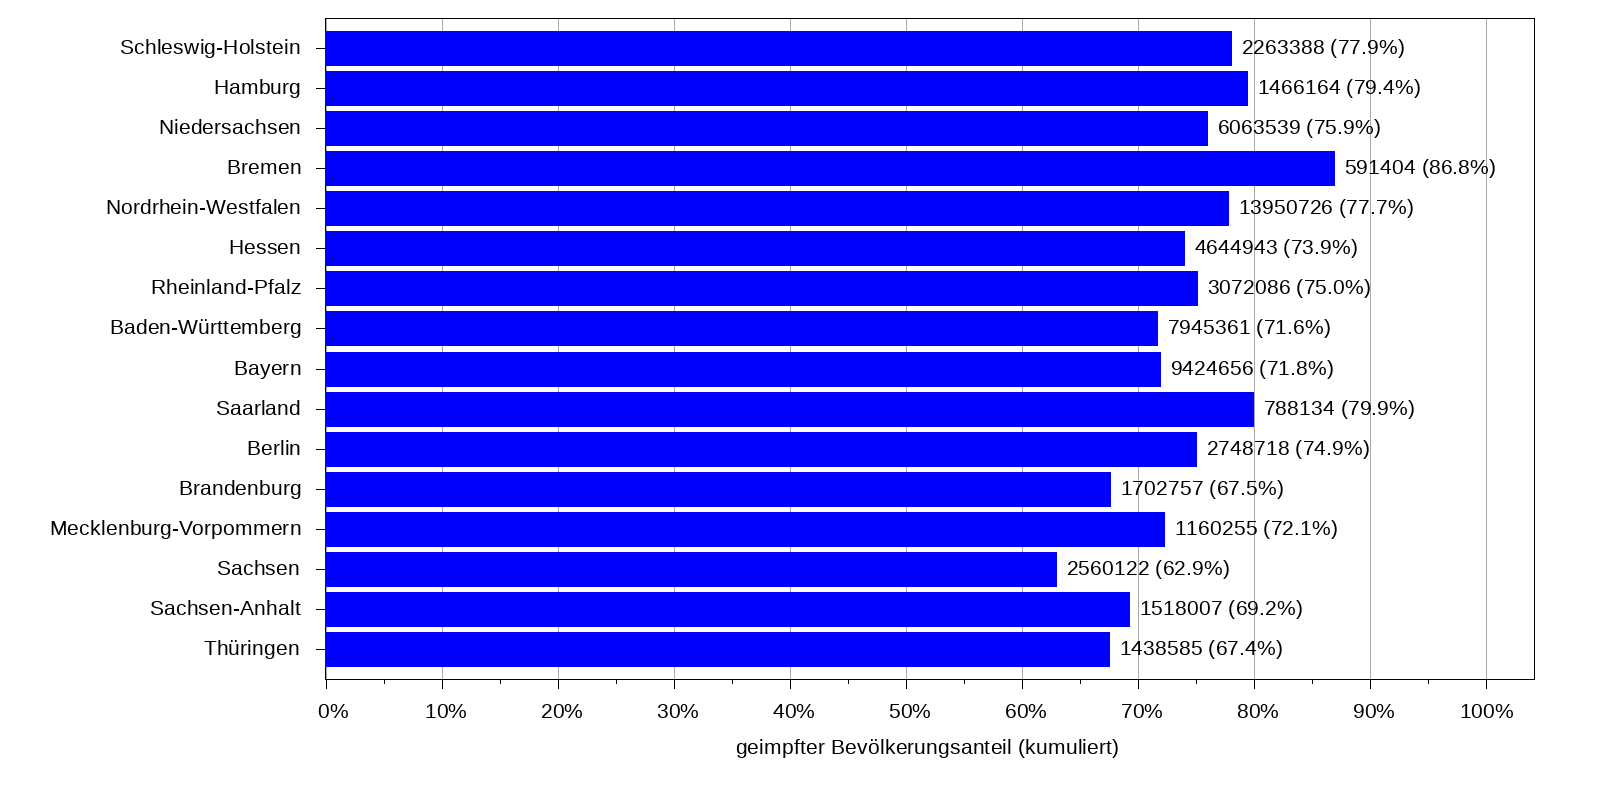 Schleswig-Holstein 2263388 (77.9%)
Hamburg 1466164 (79.4%)
Niedersachsen 6063539 (75.9%)
Bremen 591404 (86.8%)
Nordrhein-Westfalen 13950726 (77.7%)
Hessen 4644943 (73.9%)
Rheinland-Pfalz 3072086 (75.0%)
Baden-Württemberg 7945361 (71.6%)
Bayern 9424656 (71.8%)
Saarland 788134 (79.9%)
Berlin 2748718 (74.9%)
Brandenburg 1702757 (67.5%)
Mecklenburg-Vorpommern 1160255 (72.1%)
Sachsen 2560122 (62.9%)
Sachsen-Anhalt 1518007 (69.2%)
Thüringen 1438585 (67.4%)
0% 10% 20% 30% 40% 50% 60% 70% 80% 90% 100%
geimpfter Bevölkerungsanteil (kumuliert)